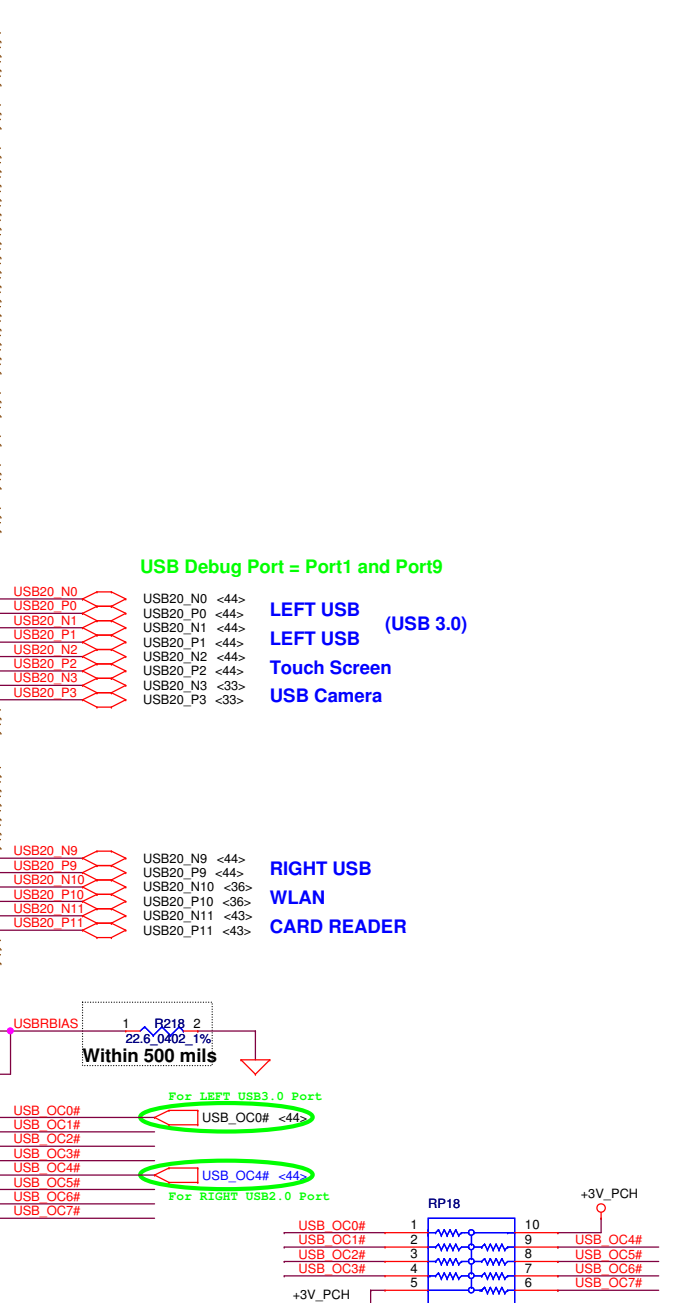 USB Debug Port = Port1 and Port9
USB20_N0 USB20_N0 <44>
USB20_P0 USB20_P0 <44> LEFT USB
USB20_N1 USB20_N1 <44> (USB 3.0)
USB20_P1 USB20_P1 <44> LEFT USB
USB20_N2 USB20_N2 <44>
USB20_P2 USB20_P2 <44> Touch Screen
USB20_N3 USB20_N3 <33>
USB20_P3 USB20_P3 <33> USB Camera
USB20_N9 USB20_N9 <44>
USB20_P9 USB20_P9 <44> RIGHT USB
USB20_N10 USB20_N10 <36>
USB20_P10 USB20_P10 <36> WLAN
USB20_N11 USB20_N11 <43>
USB20_P11 USB20_P11 <43> CARD READER
USBRBIAS 1 R218 2
22.6_0402_1%
Within 500 mils
For LEFT USB3.0 Port
USB_OC0# USB_OC0# <44>
USB_OC1#
USB_OC2#
USB_OC3#
USB_OC4# USB_OC4# <44>
USB_OC5#
USB_OC6# For RIGHT USB2.0 Port
USB_OC7#
RP18 +3V_PCH
USB_OC0# 1 10
USB_OC1# 2 9 USB_OC4#
USB_OC2# 3 8 USB_OC5#
USB_OC3# 4 7 USB_OC6#
5 6 USB_OC7#
+3V_PCH